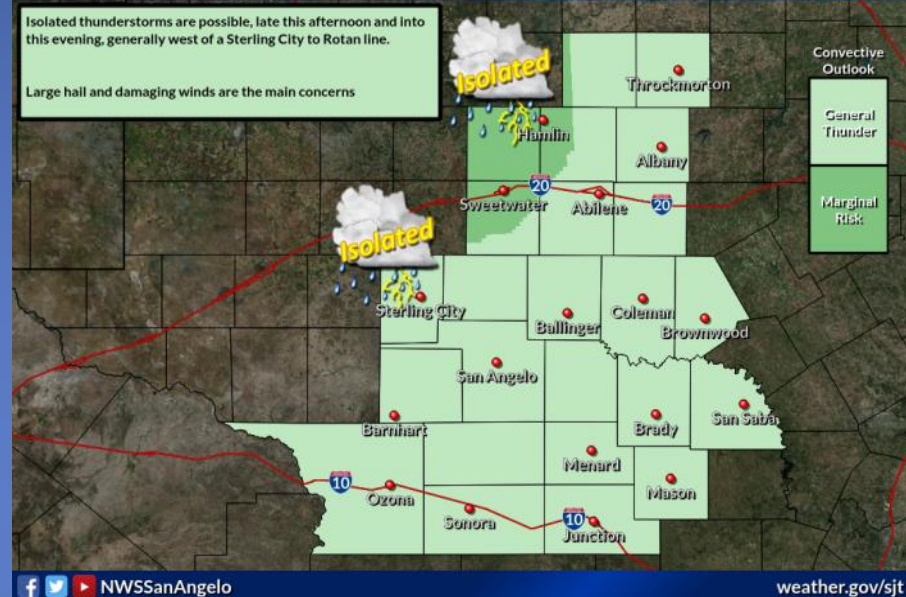 Isolated thunderstorms are possible, late this afternoon and into
this evening, generally west of a Sterling City to Rotan line.
Large hail and damaging winds are the main concerns
Convective
Outlook
General
Thunder
Marginal
Risk
Isolated
Throckmorton
Hamlin
Albany
20
Sweetwater
Abilene
20
Isolated
Sterling City
Ballinger
Coleman
Brownwood
San Angelo
Barnhart
Brady
San Saba
Menard
10
Ozona
Mason
Sonora
10
Junction
NWSSanAngelo
weather.gov/sjt